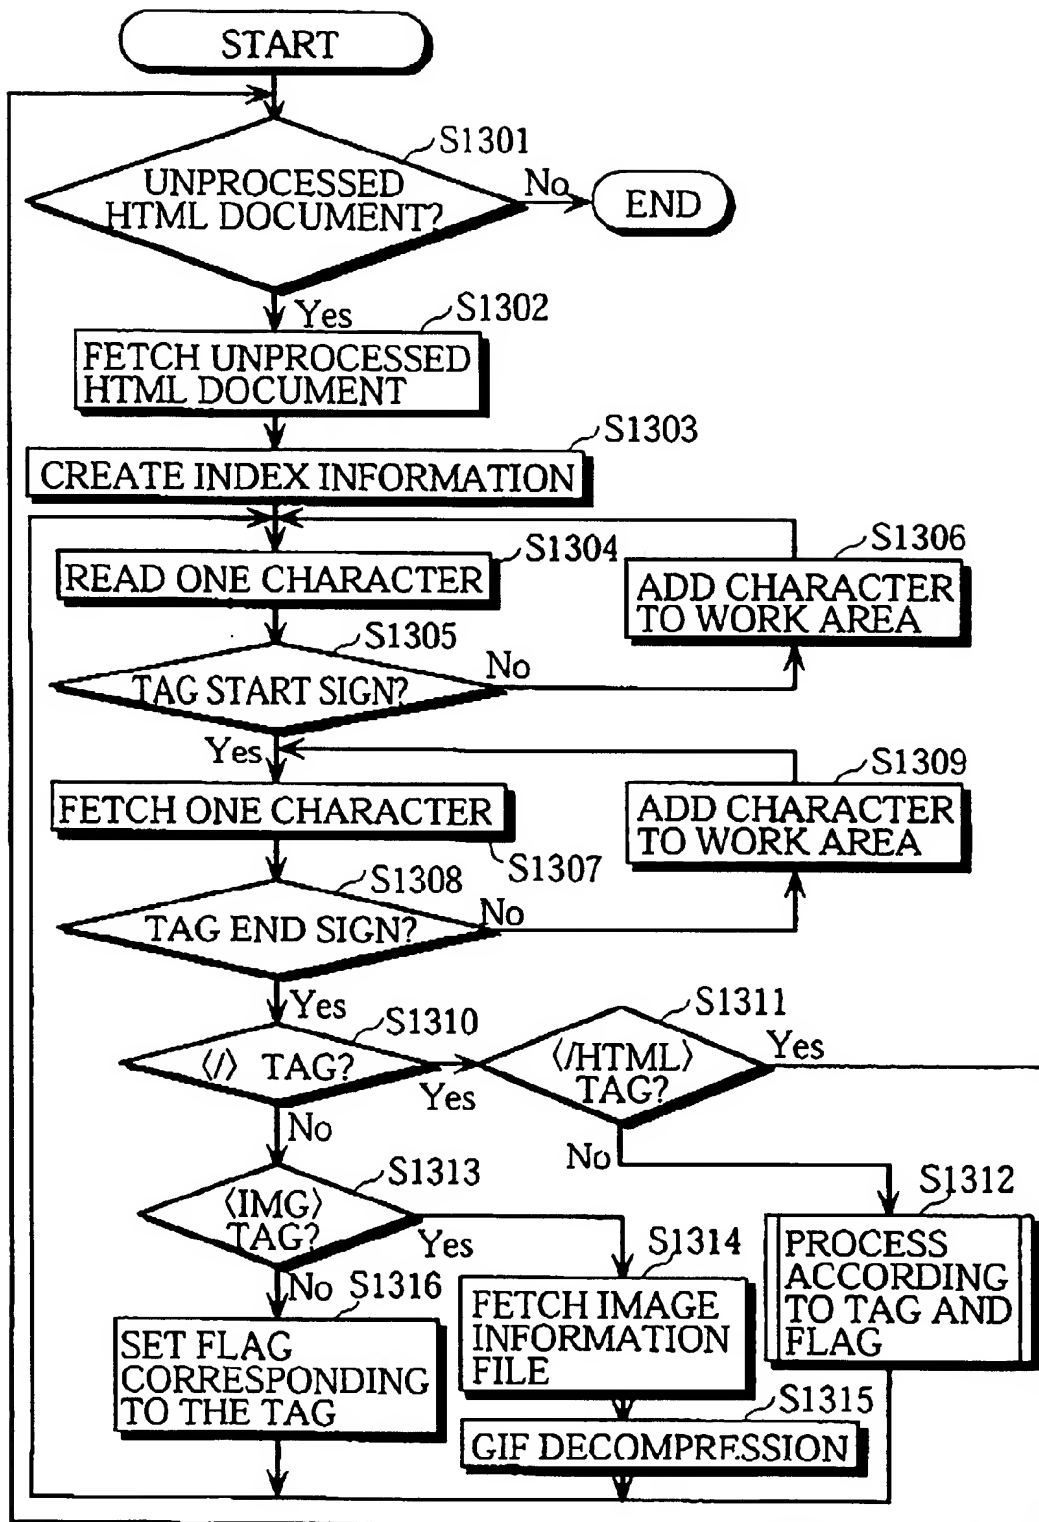 START
S1301
UNPROCESSED
HTML DOCUMENT?
No
END
Yes
S1302
FETCH UNPROCESSED
HTML DOCUMENT
S1303
CREATE INDEX INFORMATION
S1304
READ ONE CHARACTER
S1306
ADD CHARACTER
TO WORK AREA
S1305
TAG START SIGN?
No
Yes
FETCH ONE CHARACTER
S1307
S1309
ADD CHARACTER
TO WORK AREA
S1308
TAG END SIGN?
No
Yes
S1310
〈/〉 TAG?
Yes
S1311
〈/HTML〉
TAG?
Yes
No
No
S1313
〈IMG〉
TAG?
Yes
No
S1312
PROCESS
ACCORDING
TO TAG AND
FLAG
S1314
FETCH IMAGE
INFORMATION
FILE
S1316
SET FLAG
CORRESPONDING
TO THE TAG
S1315
GIF DECOMPRESSION